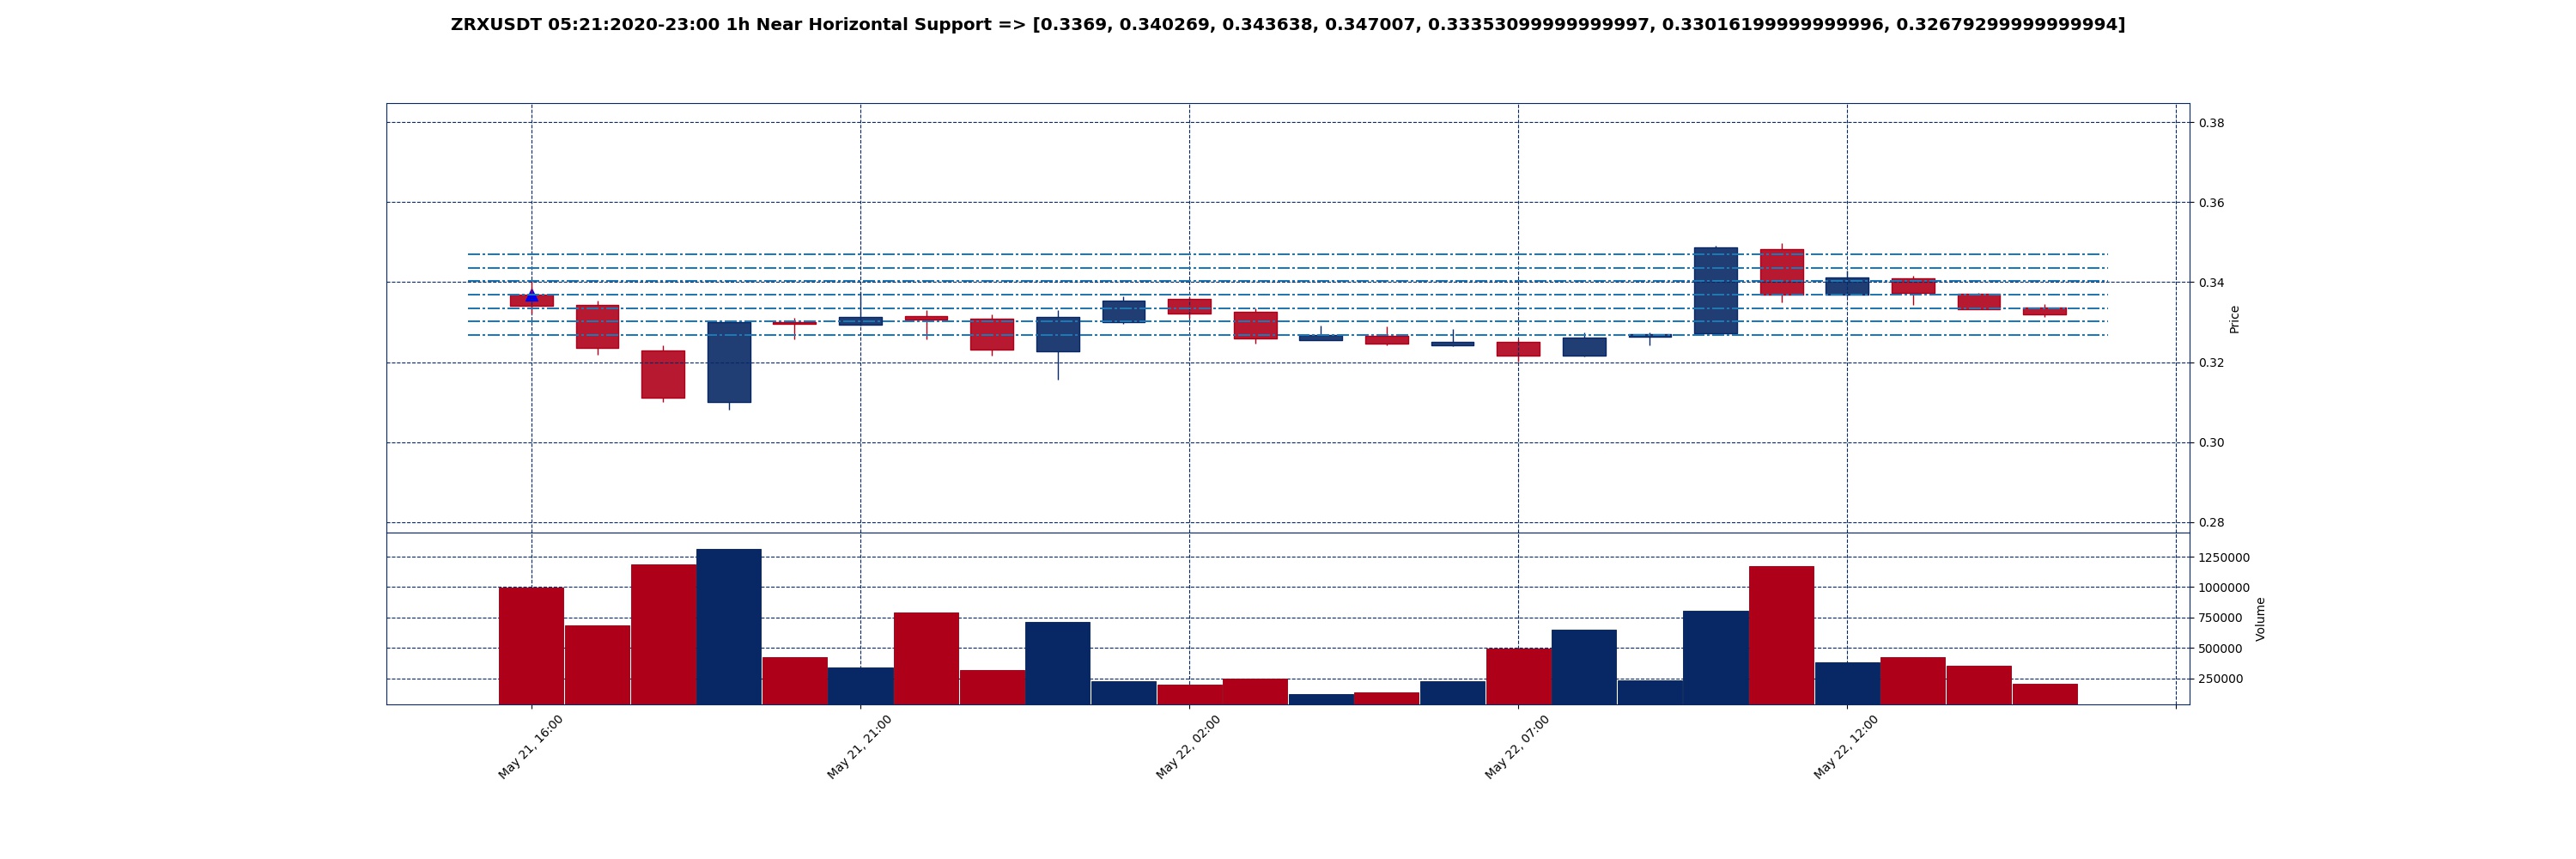 ZRXUSDT 05:21:2020-23:00 1h Near Horizontal Support => [0.3369, 0.340269, 0.343638, 0.347007, 0.33353099999999997, 0.33016199999999996, 0.32679299999999994]
0.38
0.36
0.34
0.32
0.30
0.28
Price
1250000
1000000
750000
500000
250000
Volume
May 21, 16:00
May 21, 21:00
May 22, 02:00
May 22, 07:00
May 22, 12:00